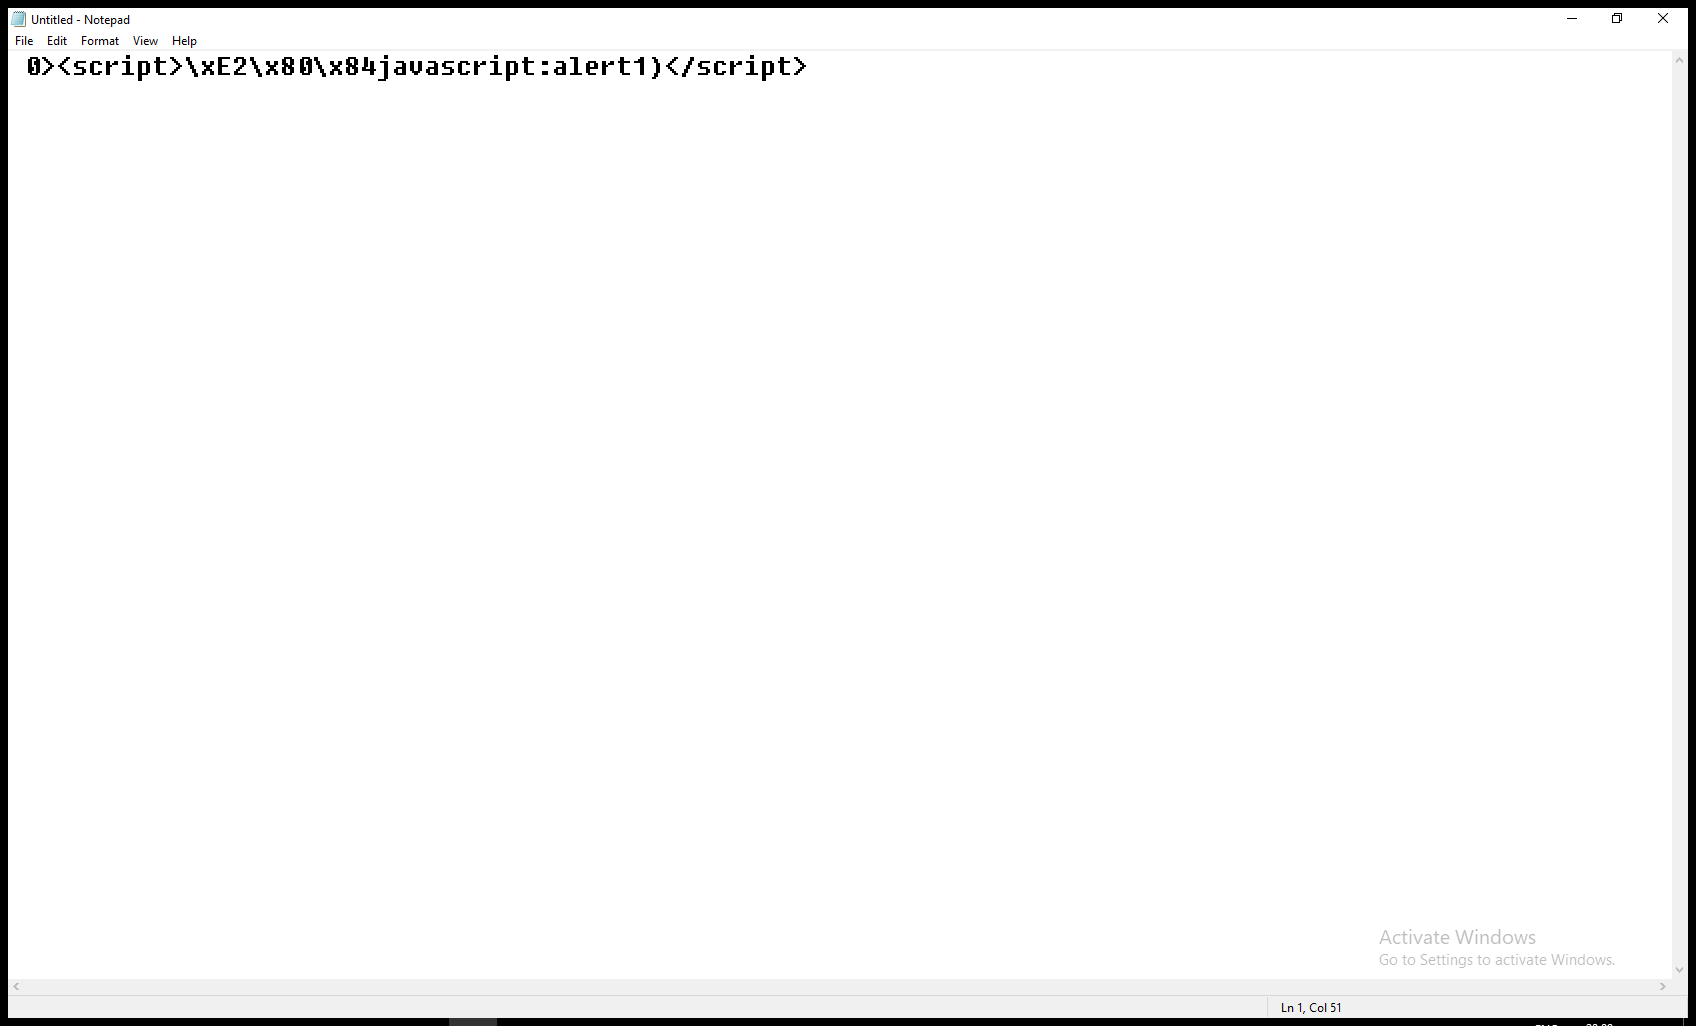 Untitled - Notepad
File Edit Format View Help
0><script>\xE2\x80\x84javascript:alert1)</script>
Activate Windows
Go to Settings to activate Windows.
Ln 1, Col 51